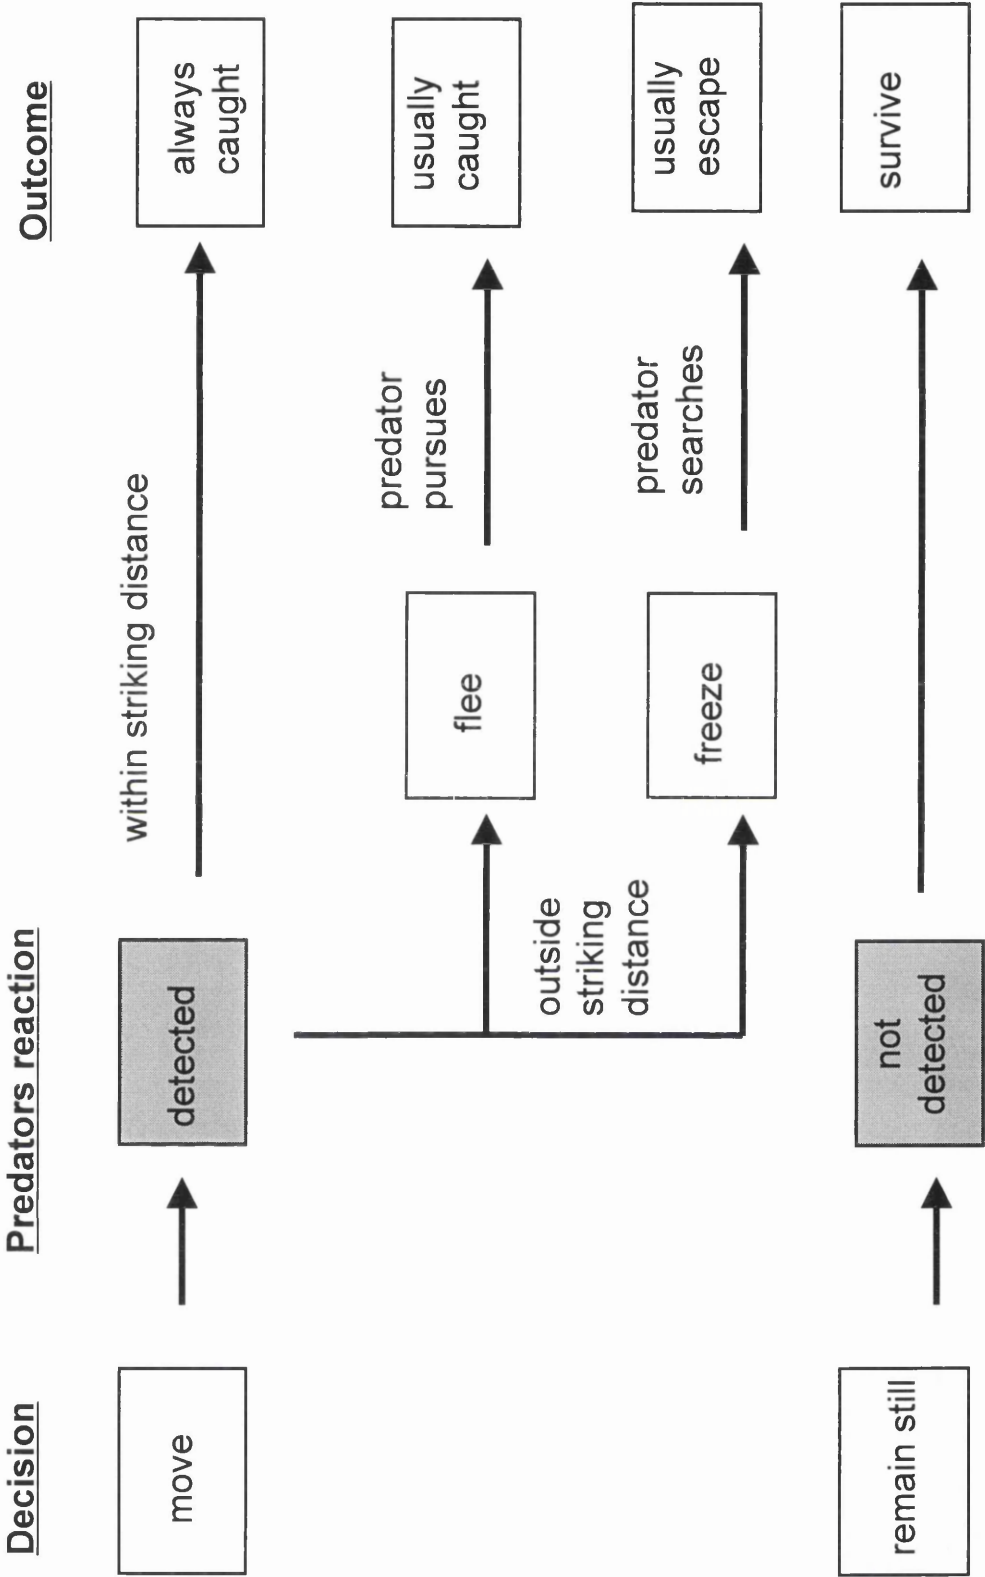 Decision
Predators reaction
Outcome
move
detected
within striking distance
always
caught
outside
striking
distance
flee
predator
pursues
usually
caught
freeze
predator
searches
usually
escape
remain still
not
detected
survive